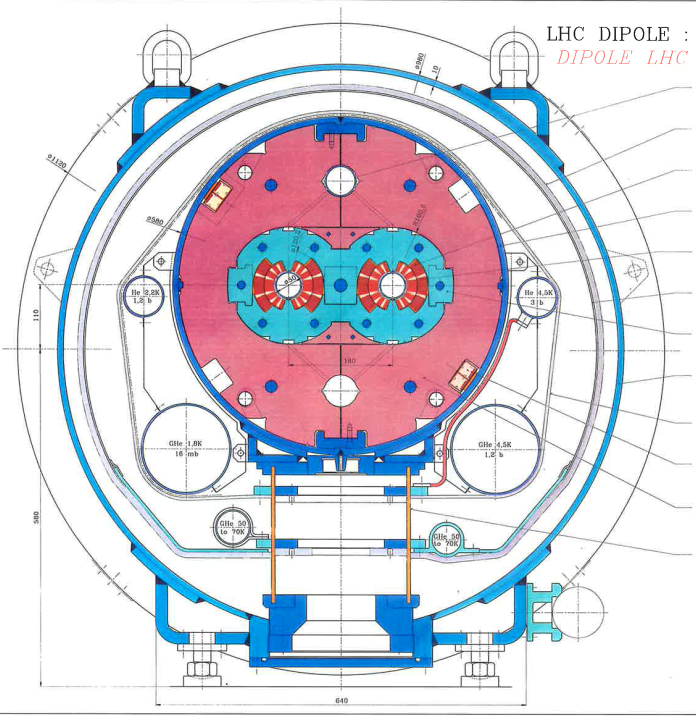 LHC DIPOLE :
DIPOLE LHC
ø980
10
ø1120
ø580
ø50
He 2,2K
1,2 b
He 4,5K
3 b
110
180
GHe 1,8K
16 mb
GHe 4,5K
1,2 b
GHe 50
to 70K
GHe 50
to 70K
580
640